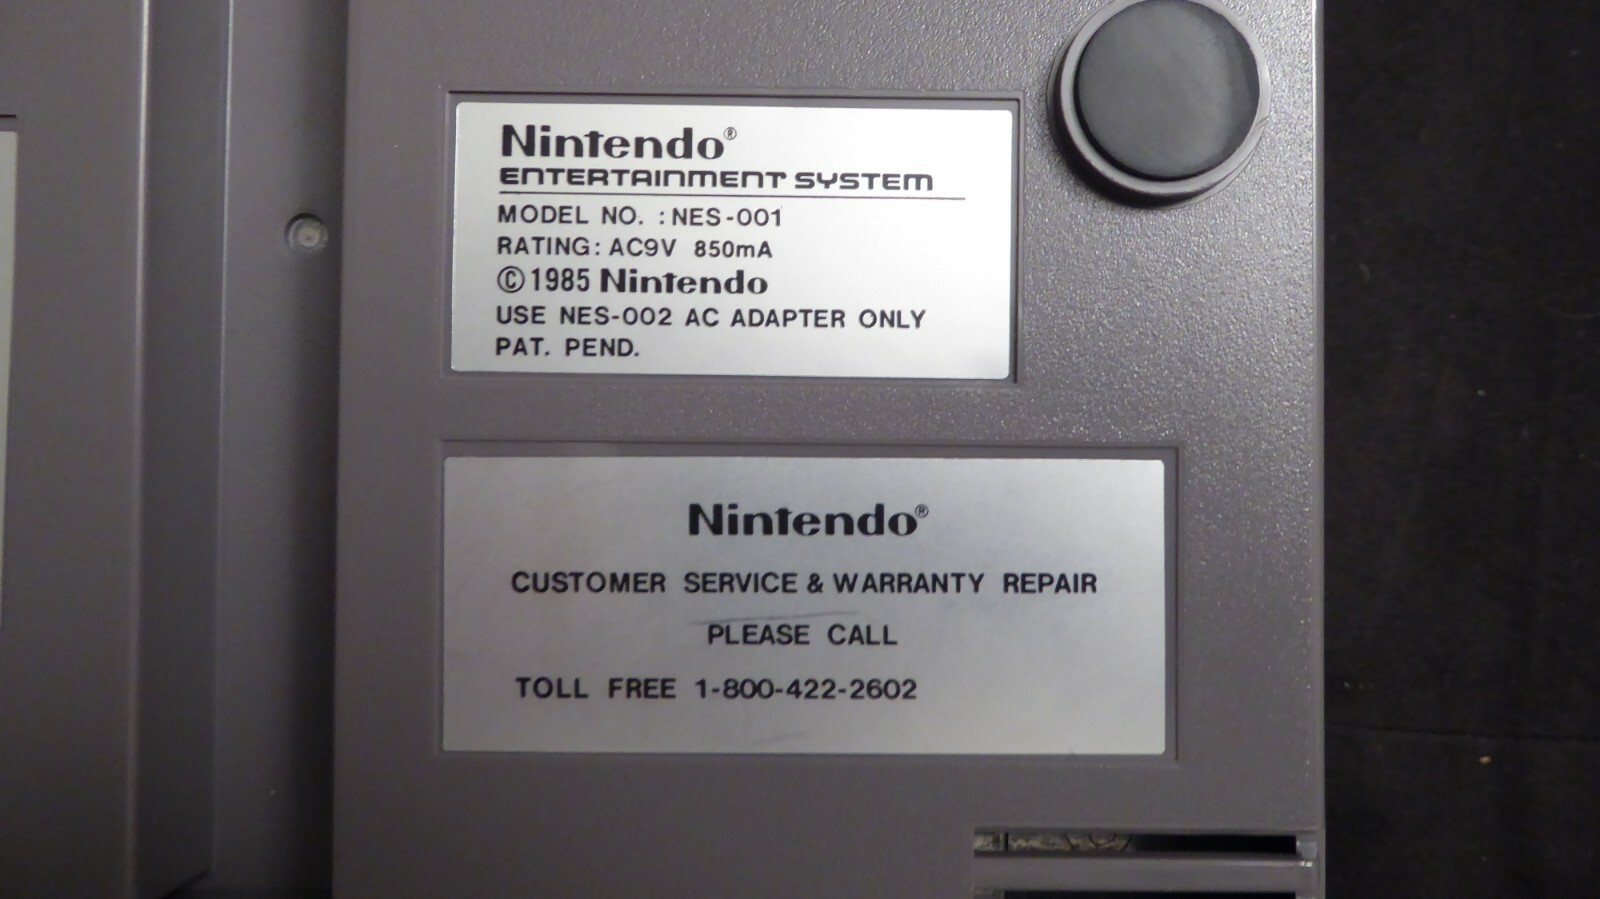 Nintendo®
ENTERTAINMENT SYSTEM
MODEL NO. : NES-001
RATING: AC9V 850mA
©1985 Nintendo
USE NES-002 AC ADAPTER ONLY
PAT. PEND.
Nintendo®
CUSTOMER SERVICE & WARRANTY REPAIR
PLEASE CALL
TOLL FREE 1-800-422-2602